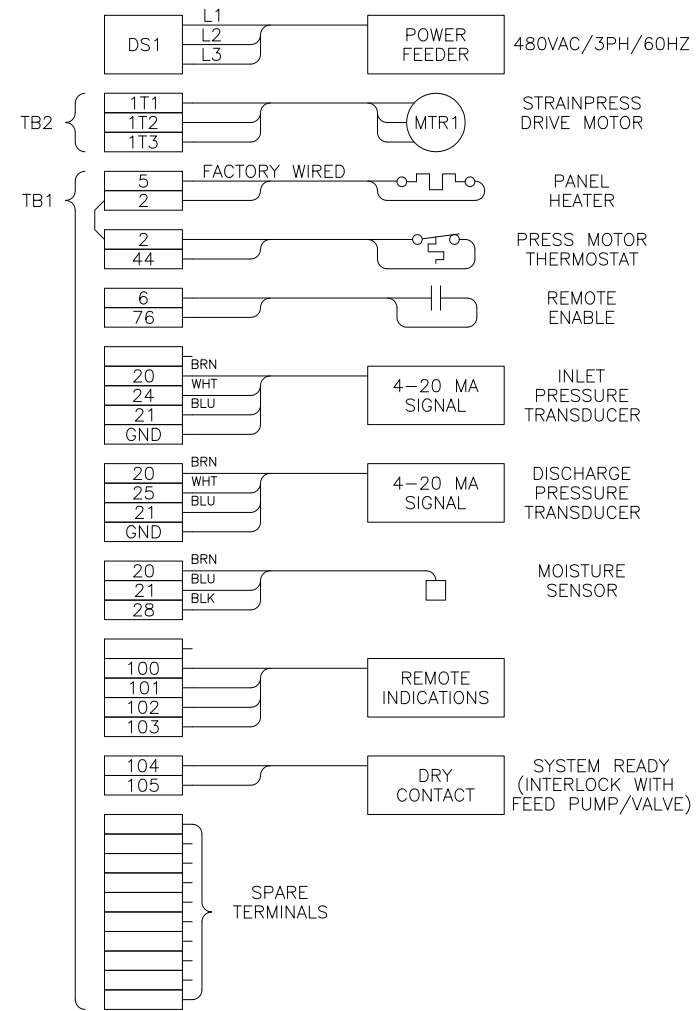 DS1
L1
L2
L3
POWER
FEEDER
480VAC/3PH/60HZ
TB2
1T1
1T2
1T3
MTR1
STRAINPRESS
DRIVE MOTOR
TB1
5
2
FACTORY WIRED
PANEL
HEATER
2
44
PRESS MOTOR
THERMOSTAT
6
76
REMOTE
ENABLE
20
24
21
GND
BRN
WHT
BLU
4-20 MA
SIGNAL
INLET
PRESSURE
TRANSDUCER
20
25
21
GND
BRN
WHT
BLU
4-20 MA
SIGNAL
DISCHARGE
PRESSURE
TRANSDUCER
20
21
28
BRN
BLU
BLK
MOISTURE
SENSOR
100
101
102
103
REMOTE
INDICATIONS
104
105
DRY
CONTACT
SYSTEM READY
(INTERLOCK WITH
FEED PUMP/VALVE)
SPARE
TERMINALS